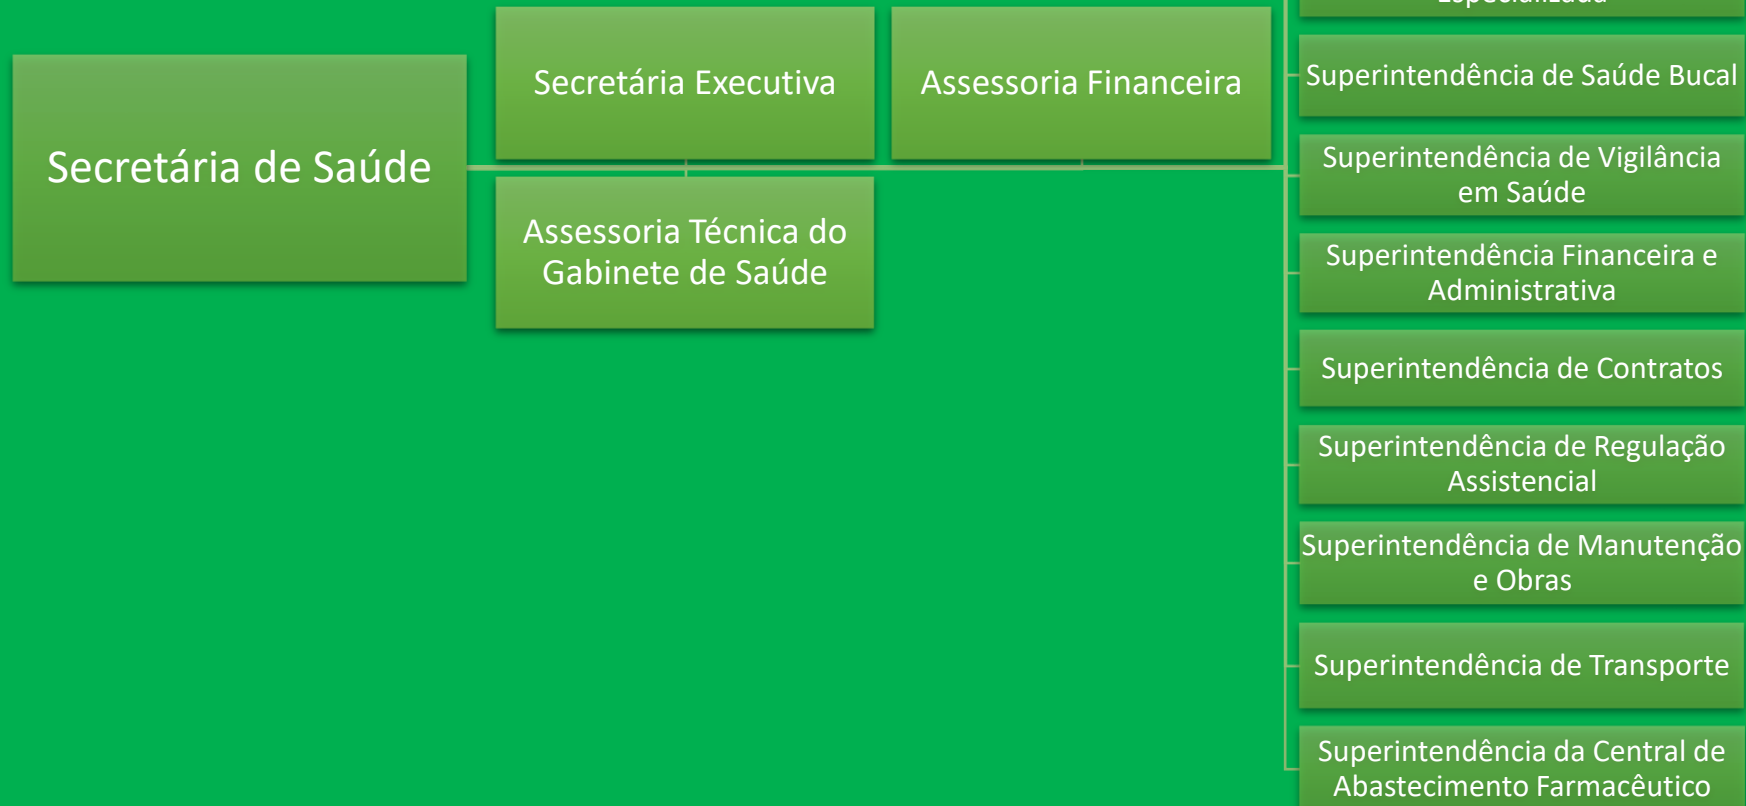 Secretária de Saúde
Secretária Executiva
Assessoria Financeira
Assessoria Técnica do
Gabinete de Saúde
Especializada
Superintendência de Saúde Bucal
Superintendência de Vigilância
em Saúde
Superintendência Financeira e
Administrativa
Superintendência de Contratos
Superintendência de Regulação
Assistencial
Superintendência de Manutenção
e Obras
Superintendência de Transporte
Superintendência da Central de
Abastecimento Farmacêutico